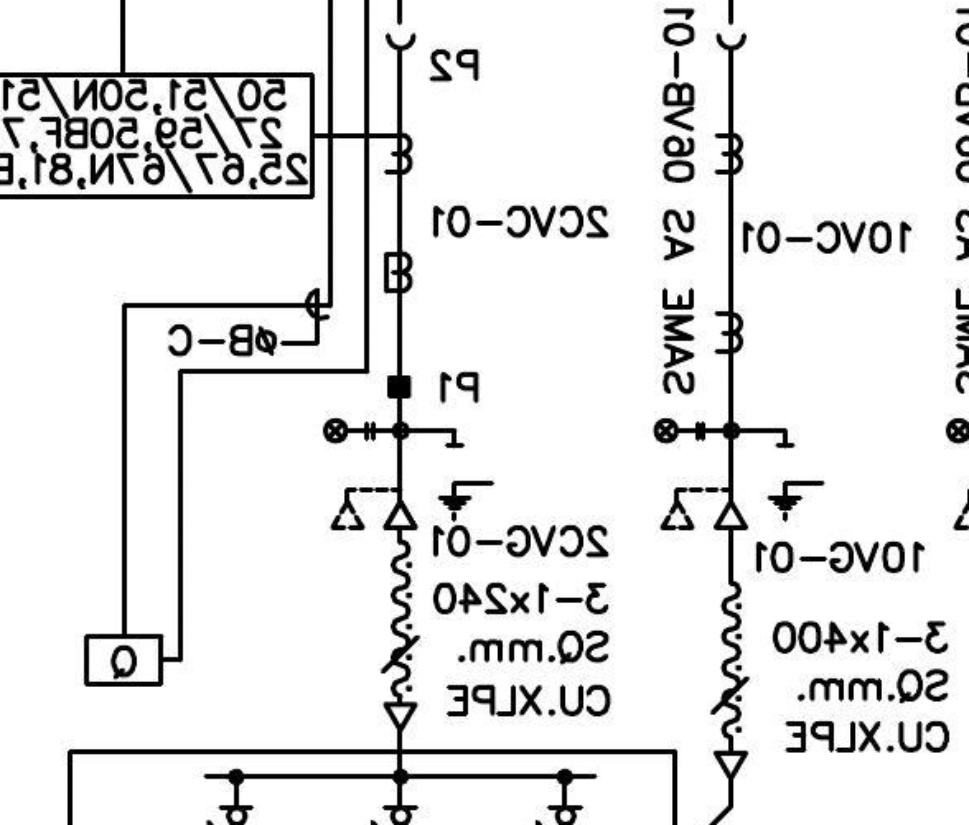 P2
50/51,50N/51
27/59,50BF,7
25,67/67N,81,
10-BV60 SA SAME
2CVC-01
10VC-01
ØB-C
P1
2CVG-01
3-1x240
SQ.mm.
CU.XLPE
10VG-01
3-1x400
SQ.mm.
CU.XLPE
Q